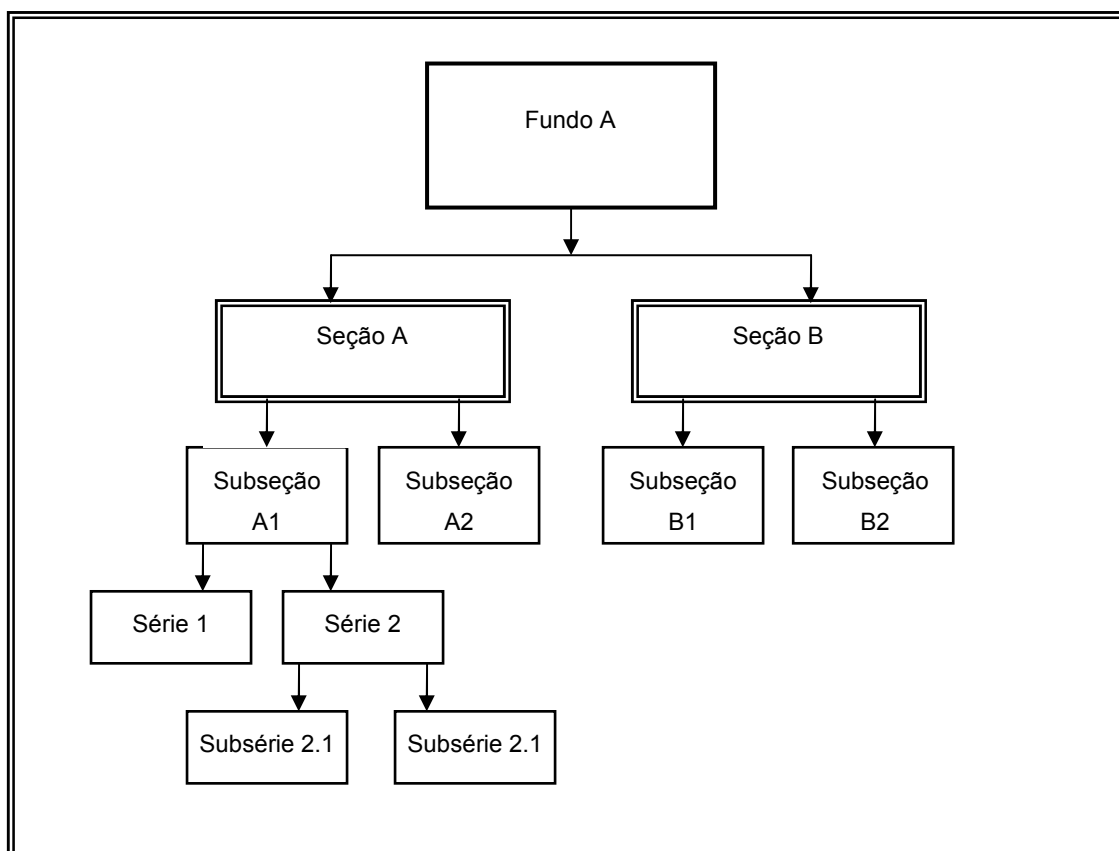 Fundo A
Seção A
Seção B
Subseção
A1
Subseção
A2
Subseção
B1
Subseção
B2
Série 1
Série 2
Subsérie 2.1
Subsérie 2.1